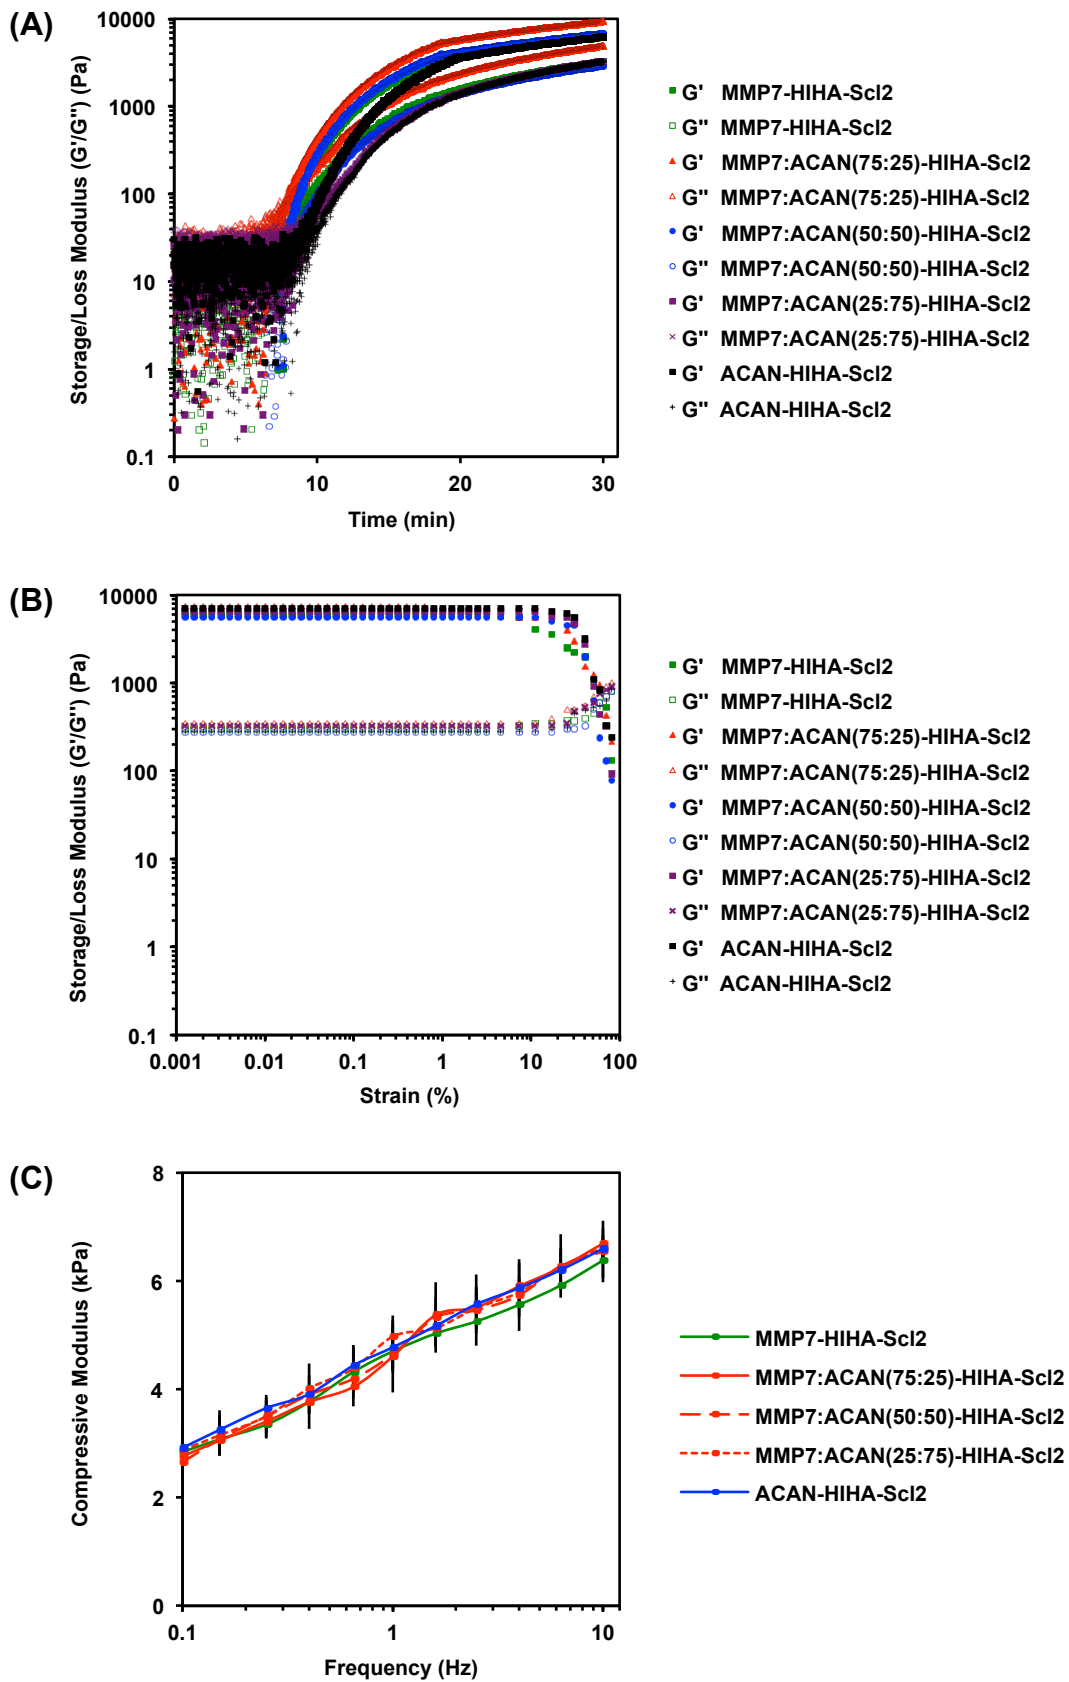 (A)
Storage/Loss Modulus (G'/G'') (Pa)
10000
1000
100
10
1
0.1
0
10
20
30
Time (min)
G' MMP7-HIHA-Scl2
G'' MMP7-HIHA-Scl2
G' MMP7:ACAN(75:25)-HIHA-Scl2
G'' MMP7:ACAN(75:25)-HIHA-Scl2
G' MMP7:ACAN(50:50)-HIHA-Scl2
G'' MMP7:ACAN(50:50)-HIHA-Scl2
G' MMP7:ACAN(25:75)-HIHA-Scl2
G'' MMP7:ACAN(25:75)-HIHA-Scl2
G' ACAN-HIHA-Scl2
G'' ACAN-HIHA-Scl2
(B)
Storage/Loss Modulus (G'/G'') (Pa)
10000
1000
100
10
1
0.1
0.001
0.01
0.1
1
10
100
Strain (%)
G' MMP7-HIHA-Scl2
G'' MMP7-HIHA-Scl2
G' MMP7:ACAN(75:25)-HIHA-Scl2
G'' MMP7:ACAN(75:25)-HIHA-Scl2
G' MMP7:ACAN(50:50)-HIHA-Scl2
G'' MMP7:ACAN(50:50)-HIHA-Scl2
G' MMP7:ACAN(25:75)-HIHA-Scl2
G'' MMP7:ACAN(25:75)-HIHA-Scl2
G' ACAN-HIHA-Scl2
G'' ACAN-HIHA-Scl2
(C)
Compressive Modulus (kPa)
8
6
4
2
0
0.1
1
10
Frequency (Hz)
MMP7-HIHA-Scl2
MMP7:ACAN(75:25)-HIHA-Scl2
MMP7:ACAN(50:50)-HIHA-Scl2
MMP7:ACAN(25:75)-HIHA-Scl2
ACAN-HIHA-Scl2